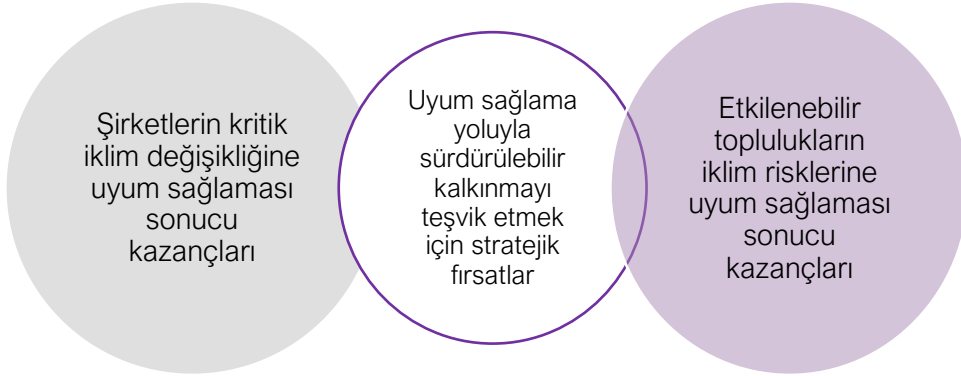 Şirketlerin kritik
iklim değişikliğine
uyum sağlaması
sonucu
kazançları
Uyum sağlama
yoluyla
sürdürülebilir
kalkınmayı
teşvik etmek
için stratejik
fırsatlar
Etkilenebilir
toplulukların
iklim risklerine
uyum sağlaması
sonucu
kazançları